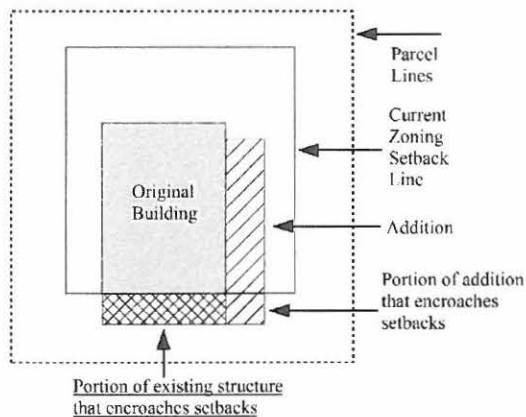 Parcel
Lines
Current
Zoning
Setback
Line
Original
Building
Addition
Portion of addition
that encroaches
setbacks
Portion of existing structure
that encroaches setbacks